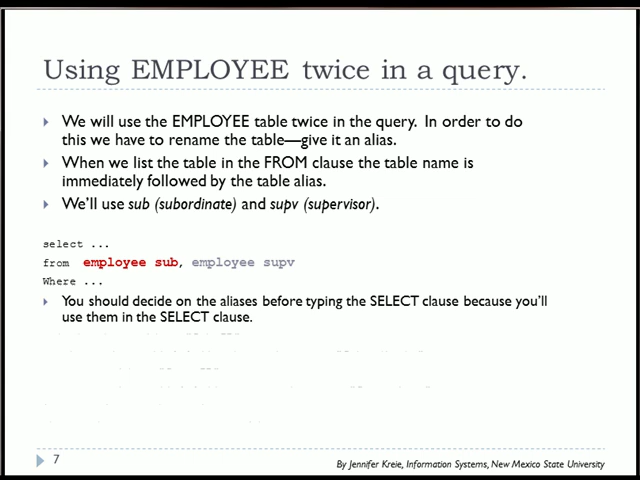 Using EMPLOYEE twice in a query.
We will use the EMPLOYEE table twice in the query. In order to do
this we have to rename the table—give it an alias.
When we list the table in the FROM clause the table name is
immediately followed by the table alias.
We'll use sub (subordinate) and supv (supervisor).
select ...
from employee sub, employee supv
Where ...
You should decide on the aliases before typing the SELECT clause because you'll
use them in the SELECT clause.
7
By Jennifer Kreie, Information Systems, New Mexico State University